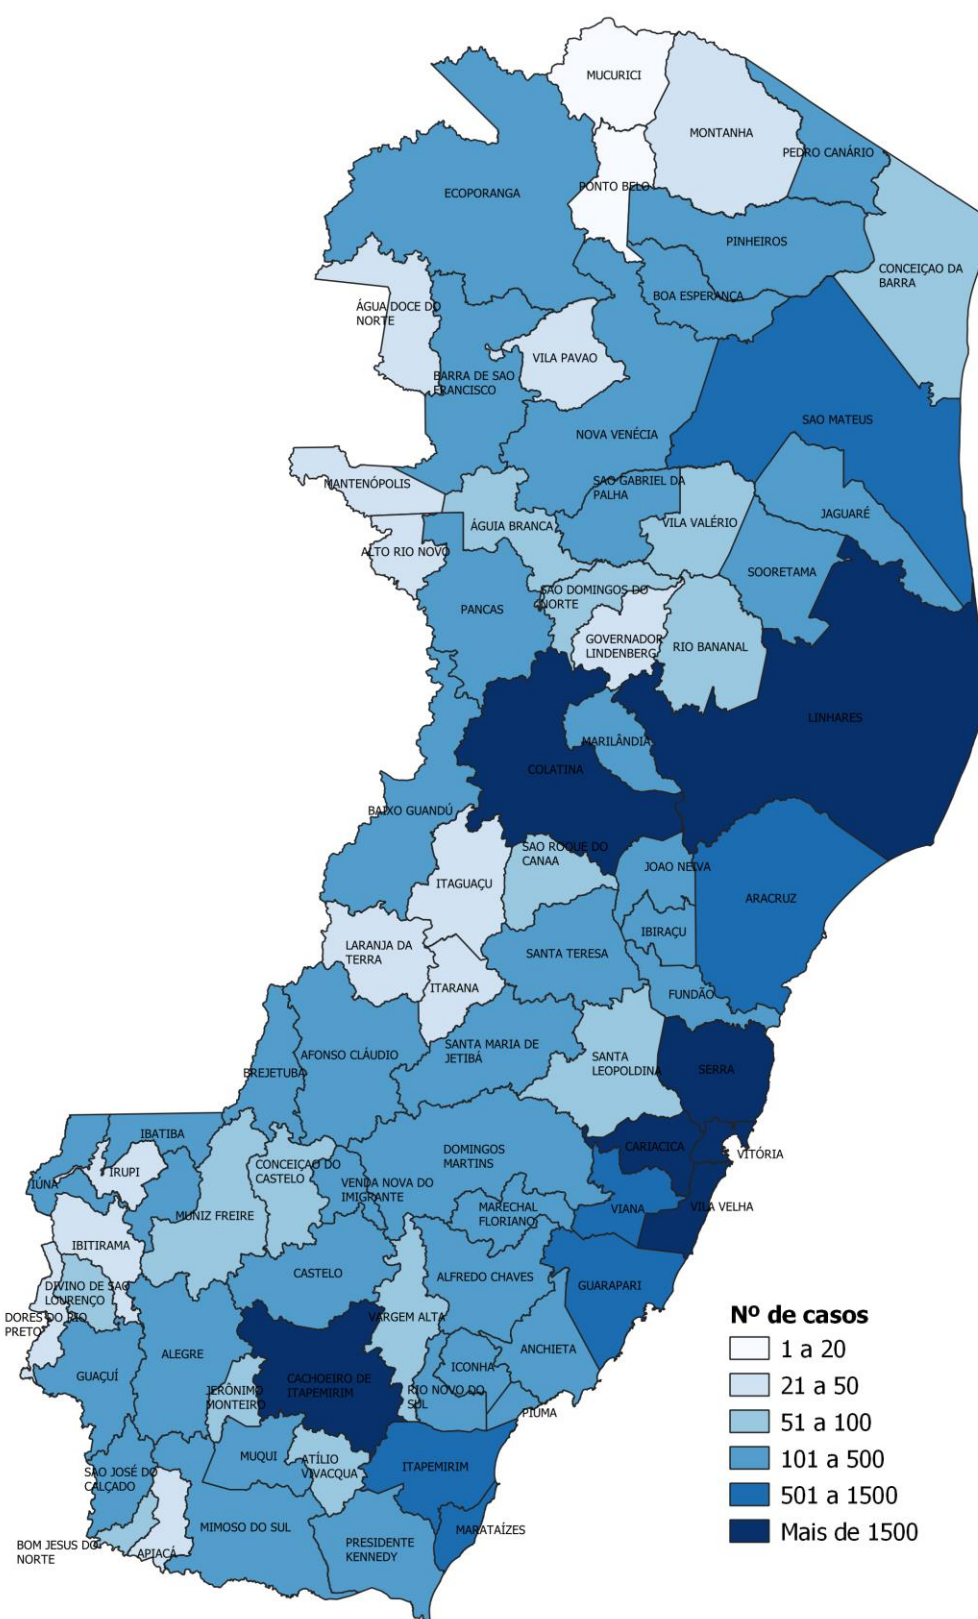 MUCURICI
MONTANHA
PEDRO CANÁRIO
ECOPORANGA
PONTO BELO
PINHEIROS
CONCEIÇAO DA
BARRA
BOA ESPERANÇA
ÁGUA DOCE DO
NORTE
VILA PAVAO
BARRA DE SAO
FRANCISCO
SAO MATEUS
NOVA VENÉCIA
MANTENÓPOLIS
SAO GABRIEL DA
PALHA
JAGUARÉ
ÁGUIA BRANCA
VILA VALÉRIO
ALTO RIO NOVO
SOORETAMA
PANCAS
SAO DOMINGOS DO
NORTE
GOVERNADOR
LINDENBERG
RIO BANANAL
LINHARES
MARILÂNDIA
COLATINA
BAIXO GUANDÚ
SAO ROQUE DO
CANAA
JOAO NEIVA
ITAGUAÇU
ARACRUZ
IBIRAÇU
LARANJA DA
TERRA
SANTA TERESA
ITARANA
FUNDÃO
SANTA MARIA DE
JETIBÁ
AFONSO CLÁUDIO
SANTA
LEOPOLDINA
SERRA
BREJETUBA
IBATIBA
CARIACICA
VITÓRIA
DOMINGOS
MARTINS
CONCEIÇAO DO
CASTELO
IRUPI
IÚNA
VENDA NOVA DO
IMIGRANTE
MARECHAL
FLORIANO
VIANA
VILA VELHA
MUNIZ FREIRE
IBITIRAMA
CASTELO
ALFREDO CHAVES
GUARAPARI
DIVINO DE SAO
LOURENÇO
DORES DO RIO
PRETO
VARGEM ALTA
ANCHIETA
ALEGRE
GUAÇUÍ
ICONHA
CACHOEIRO DE
ITAPEMIRIM
JERÔNIMO
MONTEIRO
RIO NOVO DO
SUL
PIUMA
MUQUI
ATÍLIO
VIVACQUA
ITAPEMIRIM
SAO JOSÉ DO
CALÇADO
MIMOSO DO SUL
MARATAÍZES
PRESIDENTE
KENNEDY
BOM JESUS DO
NORTE
APIACÁ
Nº de casos
1 a 20
21 a 50
51 a 100
101 a 500
501 a 1500
Mais de 1500